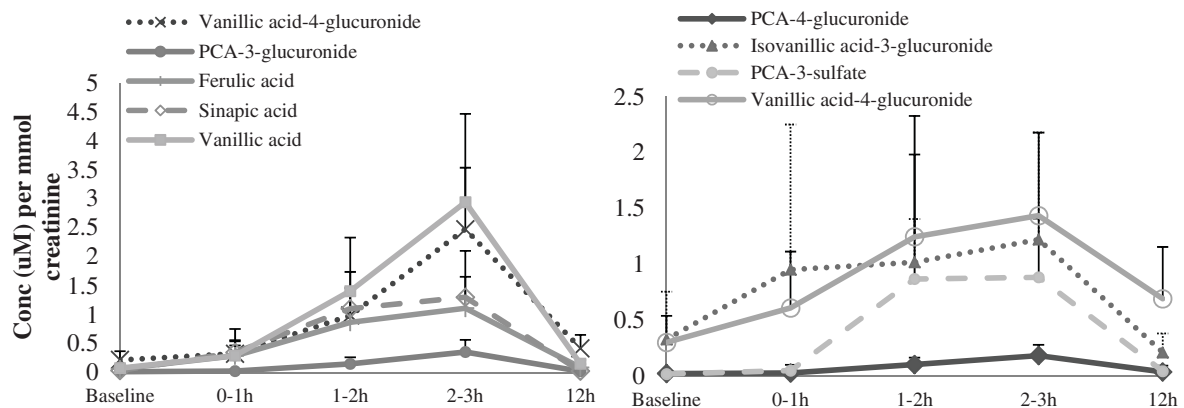 Vanillic acid-4-glucuronide
PCA-3-glucuronide
Ferulic acid
Sinapic acid
Vanillic acid
Conc (uM) per mmol
creatinine
5
4.5
4
3.5
3
2.5
2
1.5
1
0.5
0
Baseline 0-1h 1-2h 2-3h 12h
PCA-4-glucuronide
Isovanillic acid-3-glucuronide
PCA-3-sulfate
Vanillic acid-4-glucuronide
2.5
2
1.5
1
0.5
0
Baseline 0-1h 1-2h 2-3h 12h